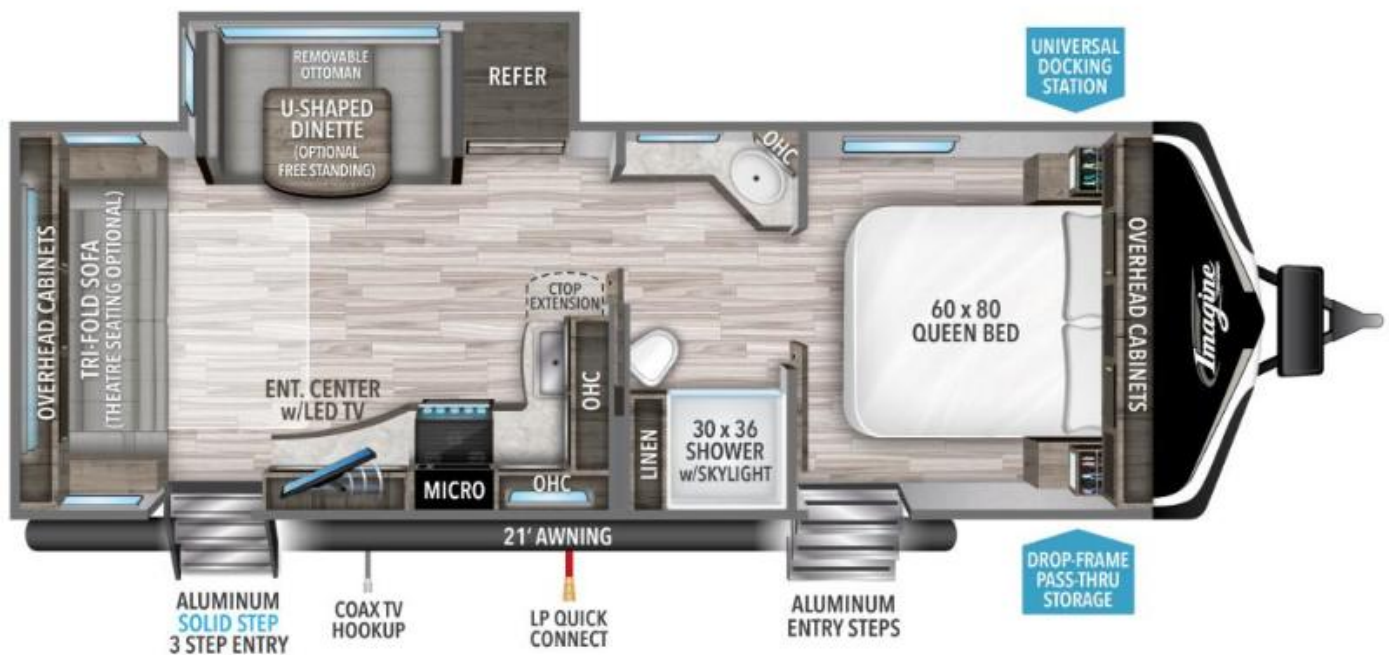 REMOVABLE
OTTOMAN
U-SHAPED
DINETTE
(OPTIONAL
FREE STANDING)
REFER
UNIVERSAL
DOCKING
STATION
OHC
OVERHEAD CABINETS
TRI-FOLD SOFA
(THEATRE SEATING OPTIONAL)
CTOP
EXTENSION
60 x 80
QUEEN BED
OVERHEAD CABINETS
Imagine
ENT. CENTER
w/LED TV
OHC
LINEN
30 x 36
SHOWER
w/SKYLIGHT
MICRO
OHC
21' AWNING
ALUMINUM
SOLID STEP
3 STEP ENTRY
COAX TV
HOOKUP
LP QUICK
CONNECT
ALUMINUM
ENTRY STEPS
DROP-FRAME
PASS-THRU
STORAGE